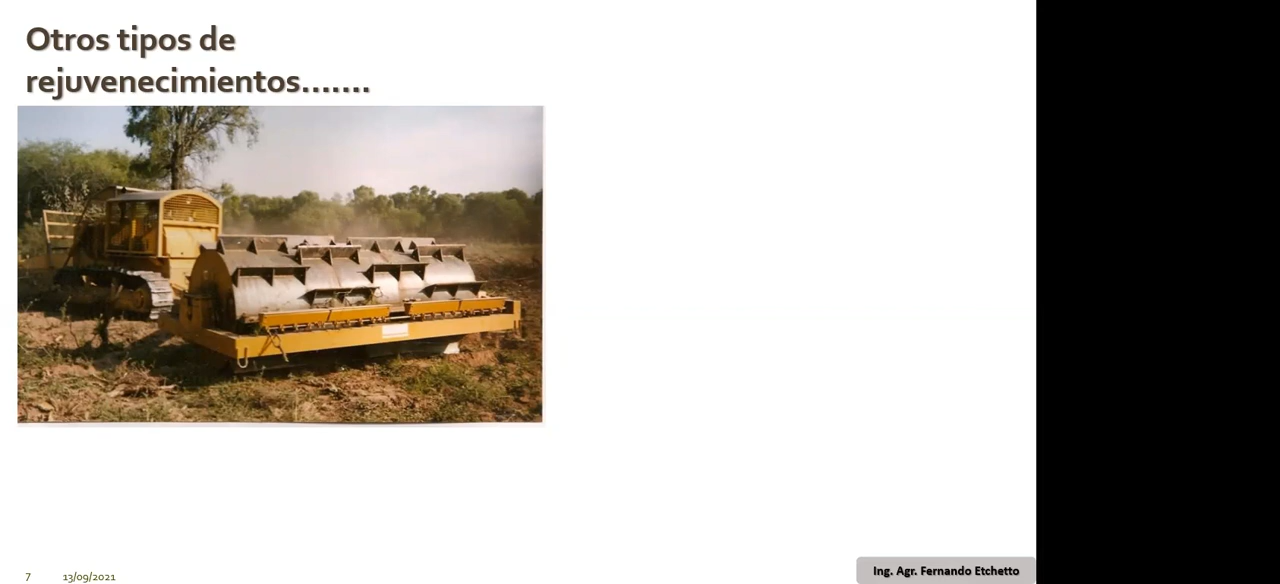 Otros tipos de
rejuvenecimientos.......
7 13/09/2021
Ing. Agr. Fernando Etchetto